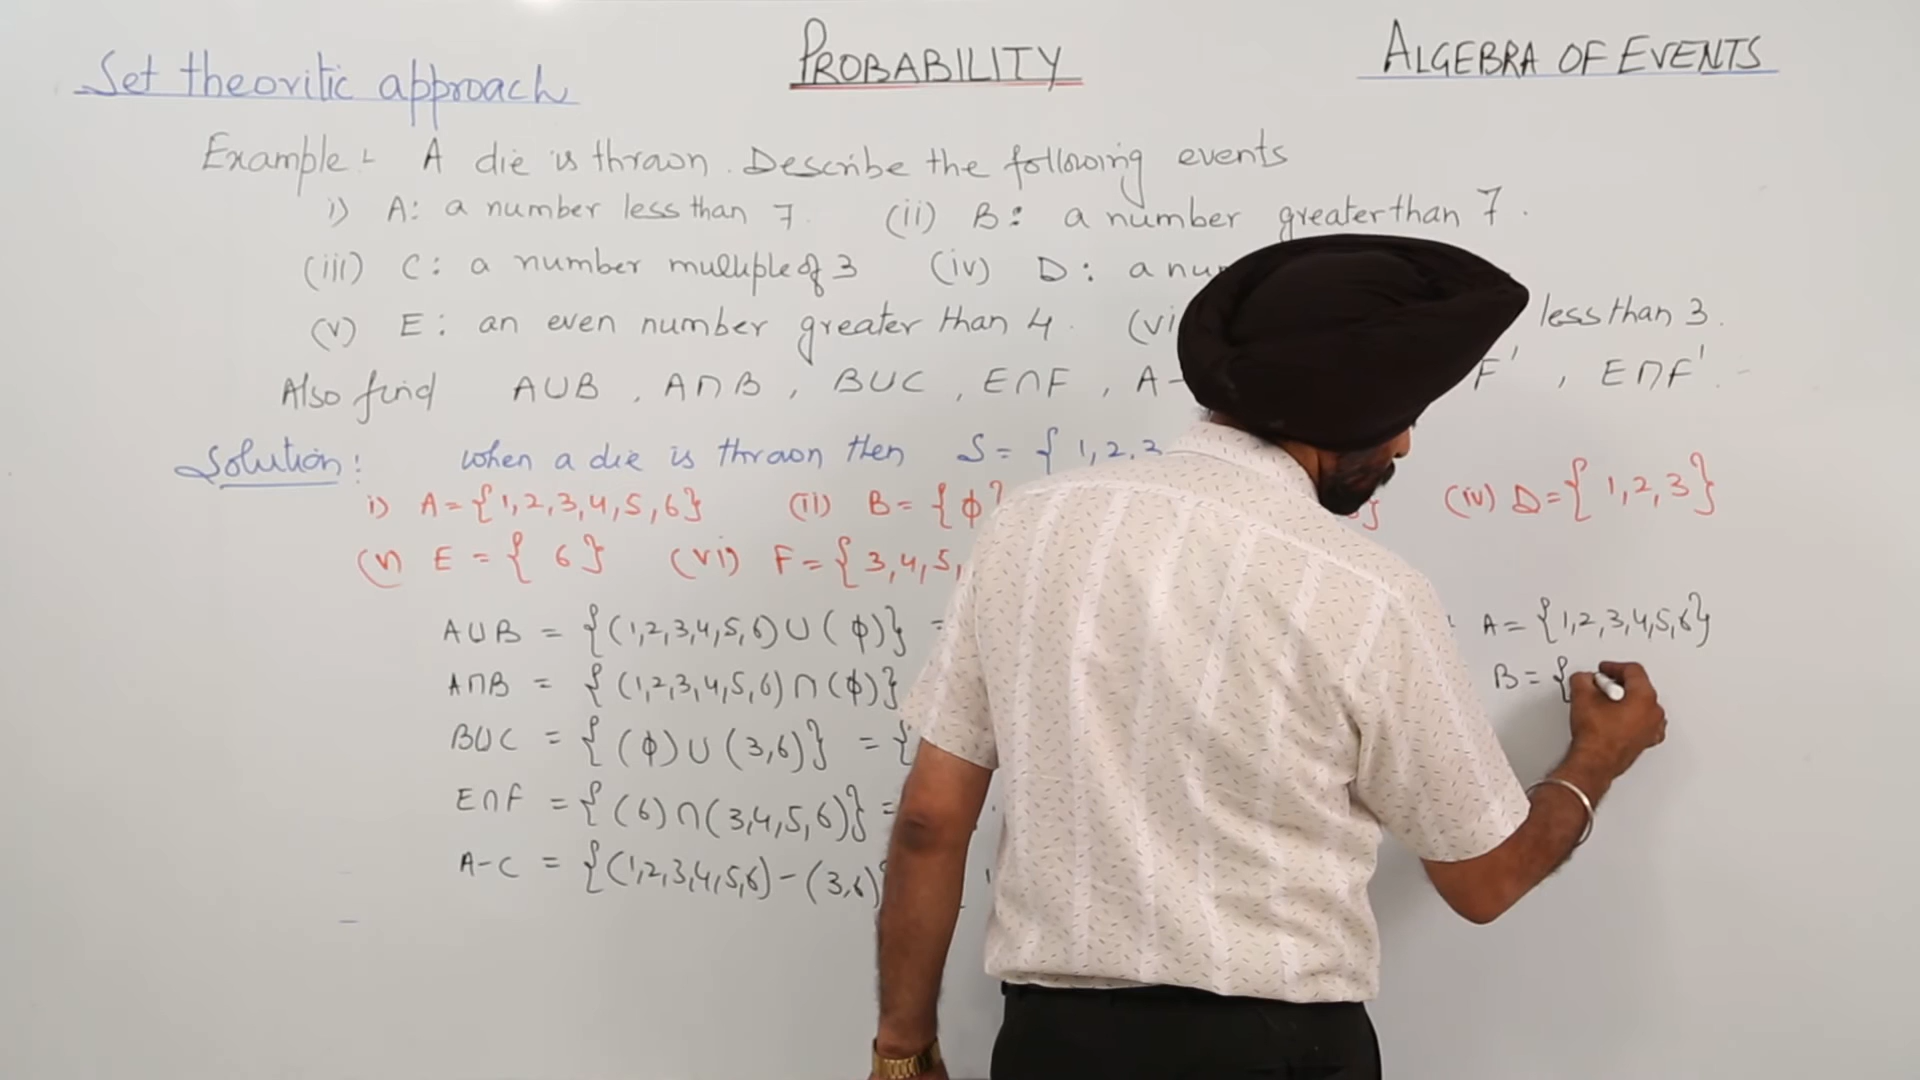 Set theoritic approach
PROBABILITY
ALGEBRA OF EVENTS
Example:- A die is thrown. Describe the following events
i) A: a number less than 7. (ii) B: a number greater than 7.
(iii) C: a number multiple of 3 (iv) D: a
(v) E: an even number greater than 4. (vi less than 3.
Also find A∪B, A∩B, B∪C, E∩F, A- F', E∩F'.
Solution: when a die is thrown then S = { 1, 2, 3
i) A = {1,2,3,4,5,6} (ii) B = {ϕ} (iv) D = { 1, 2, 3}
(v) E = { 6 } (vi) F = {3,4,5,
A∪B = {(1,2,3,4,5,6)∪(ϕ)} = A = {1,2,3,4,5,6}
A∩B = {(1,2,3,4,5,6)∩(ϕ)} B = {
B∪C = {(ϕ)∪(3,6)} = {
E∩F = {(6)∩(3,4,5,6)} =
A-C = {(1,2,3,4,5,6)-(3,6)